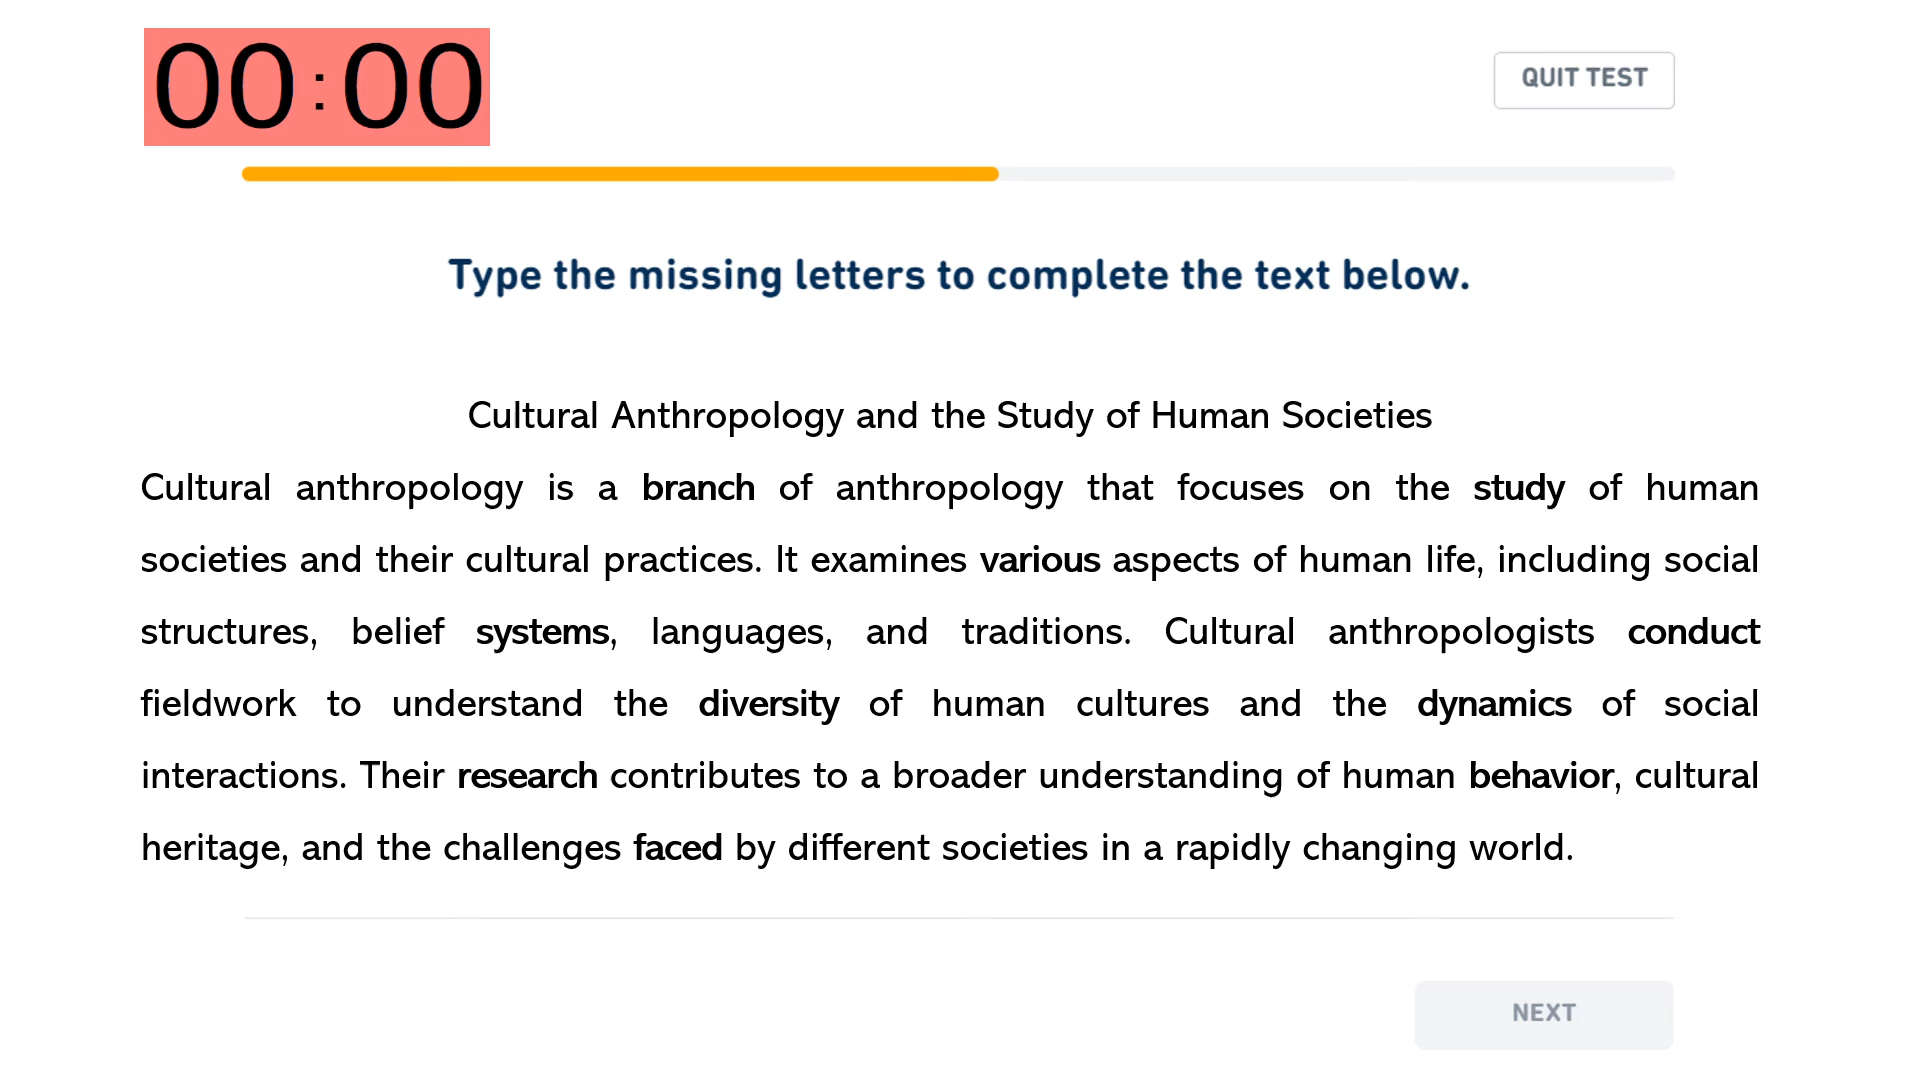 00:00
QUIT TEST
Type the missing letters to complete the text below.
Cultural Anthropology and the Study of Human Societies
Cultural anthropology is a branch of anthropology that focuses on the study of human
societies and their cultural practices. It examines various aspects of human life, including social
structures, belief systems, languages, and traditions. Cultural anthropologists conduct
fieldwork to understand the diversity of human cultures and the dynamics of social
interactions. Their research contributes to a broader understanding of human behavior, cultural
heritage, and the challenges faced by different societies in a rapidly changing world.
NEXT